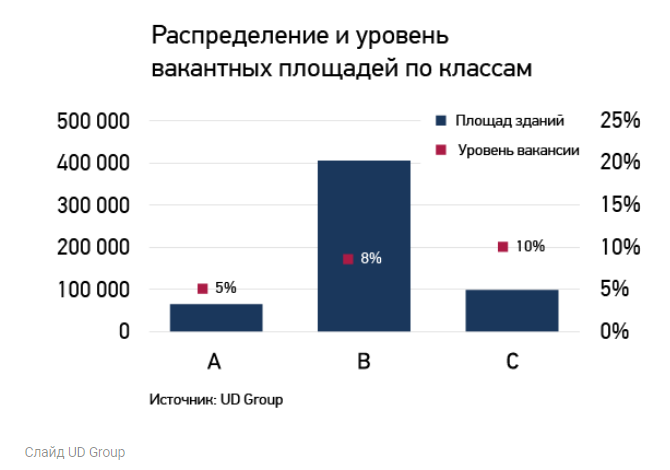 Распределение и уровень
вакантных площадей по классам
500 000
400 000
300 000
200 000
100 000
0
Площад зданий
Уровень вакансии
25%
20%
15%
10%
5%
0%
5%
8%
10%
A
B
C
Источник: UD Group
Слайд UD Group